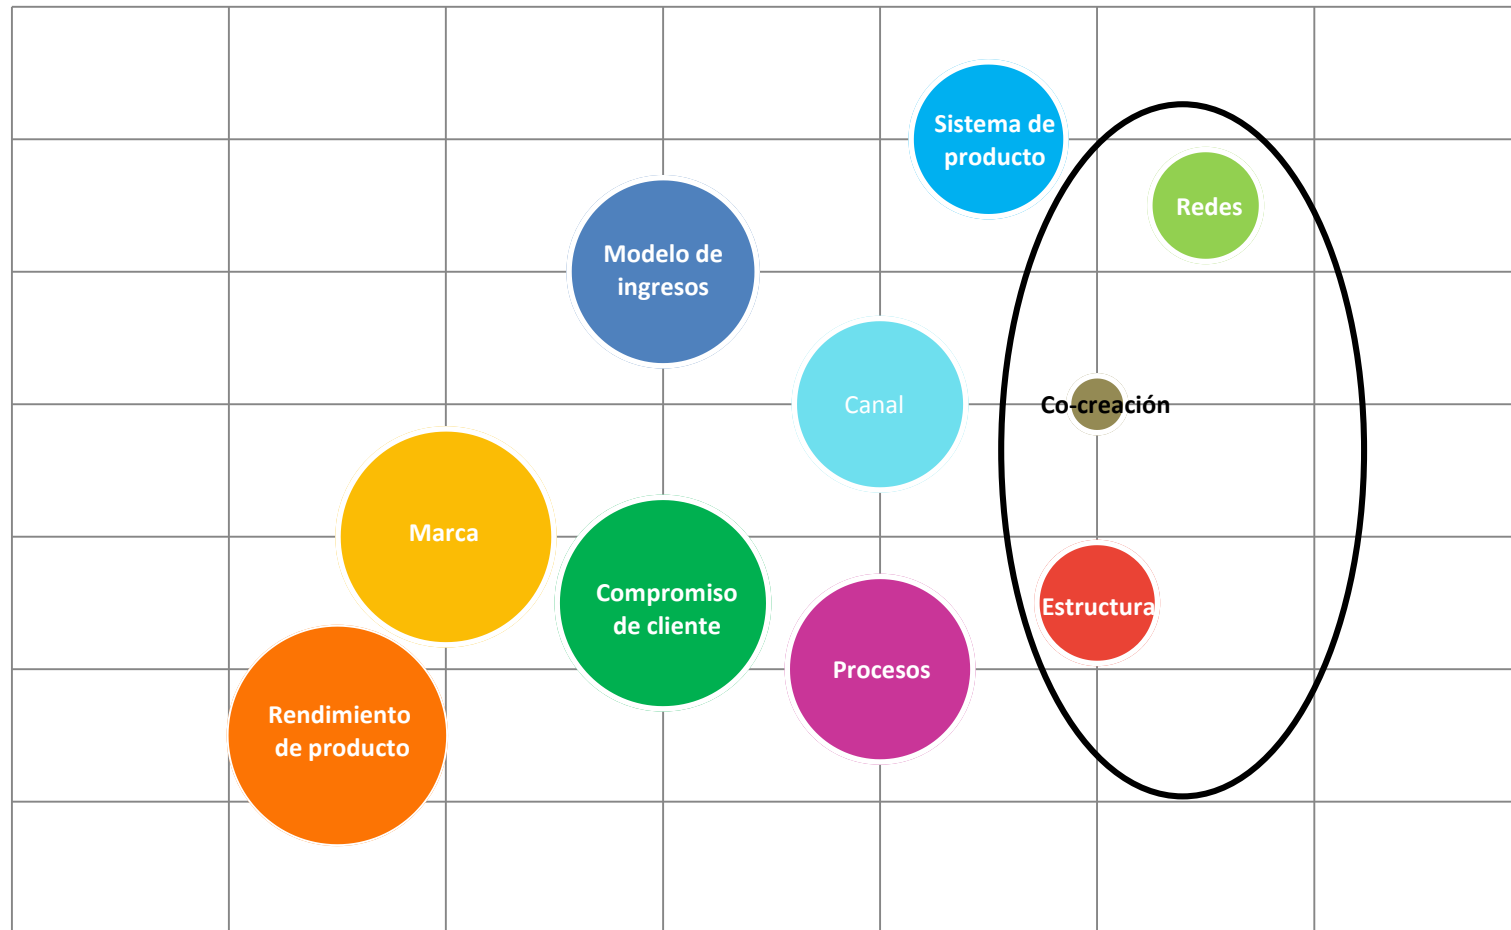 Sistema de
producto
Redes
Modelo de
ingresos
Canal
Co-creación
Marca
Compromiso
de cliente
Estructura
Procesos
Rendimiento
de producto